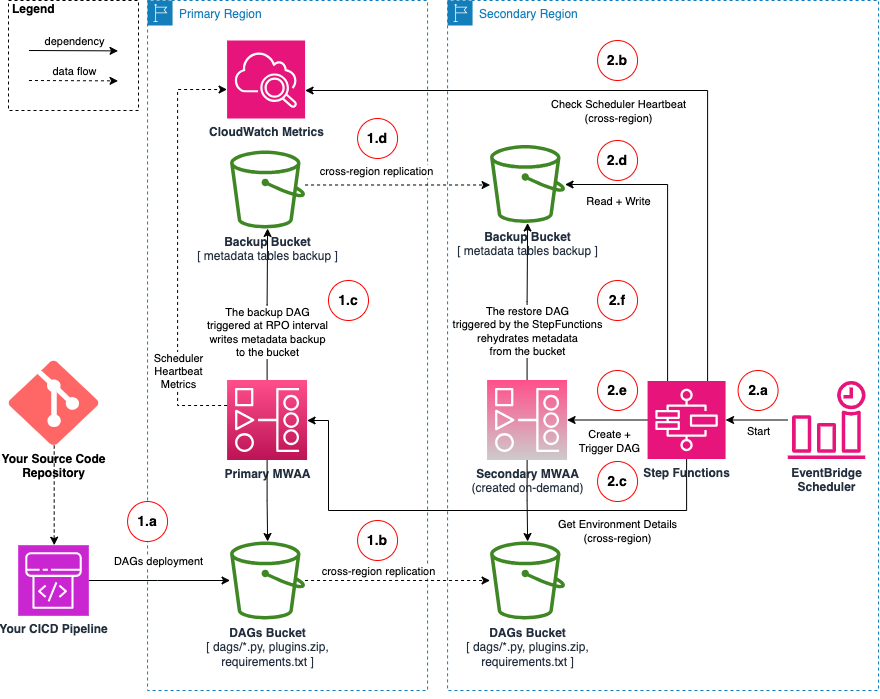 Legend
dependency
data flow
Primary Region
Secondary Region
CloudWatch Metrics
2.b
Check Scheduler Heartbeat
(cross-region)
1.d
cross-region replication
2.d
Read + Write
Backup Bucket
[ metadata tables backup ]
Backup Bucket
[ metadata tables backup ]
1.c
The backup DAG
triggered at RPO interval
writes metadata backup
to the bucket
2.f
The restore DAG
triggered by the StepFunctions
rehydrates metadata
from the bucket
Scheduler
Heartbeat
Metrics
2.e
2.a
Create +
Trigger DAG
Start
Your Source Code
Repository
Primary MWAA
Secondary MWAA
(created on-demand)
Step Functions
EventBridge
Scheduler
2.c
Get Environment Details
(cross-region)
1.a
DAGs deployment
1.b
cross-region replication
Your CICD Pipeline
DAGs Bucket
[ dags/*.py, plugins.zip,
requirements.txt ]
DAGs Bucket
[ dags/*.py, plugins.zip,
requirements.txt ]